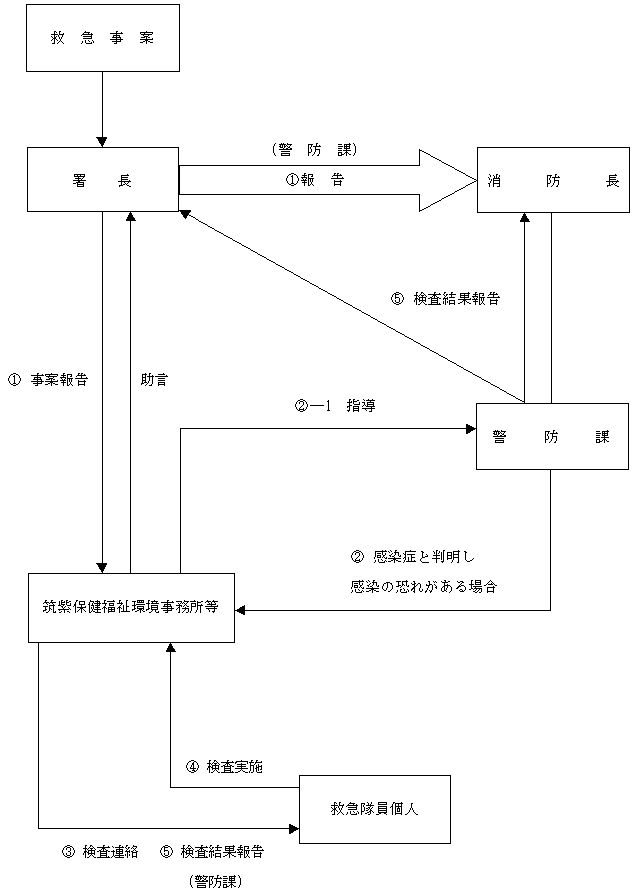 救急事案
(警防課)
署長
①報告
消防長
⑤ 検査結果報告
① 事案報告
助言
②―1 指導
警防課
② 感染症と判明し
感染の恐れがある場合
筑紫保健福祉環境事務所等
④ 検査実施
救急隊員個人
③ 検査連絡 ⑤ 検査結果報告
(警防課)